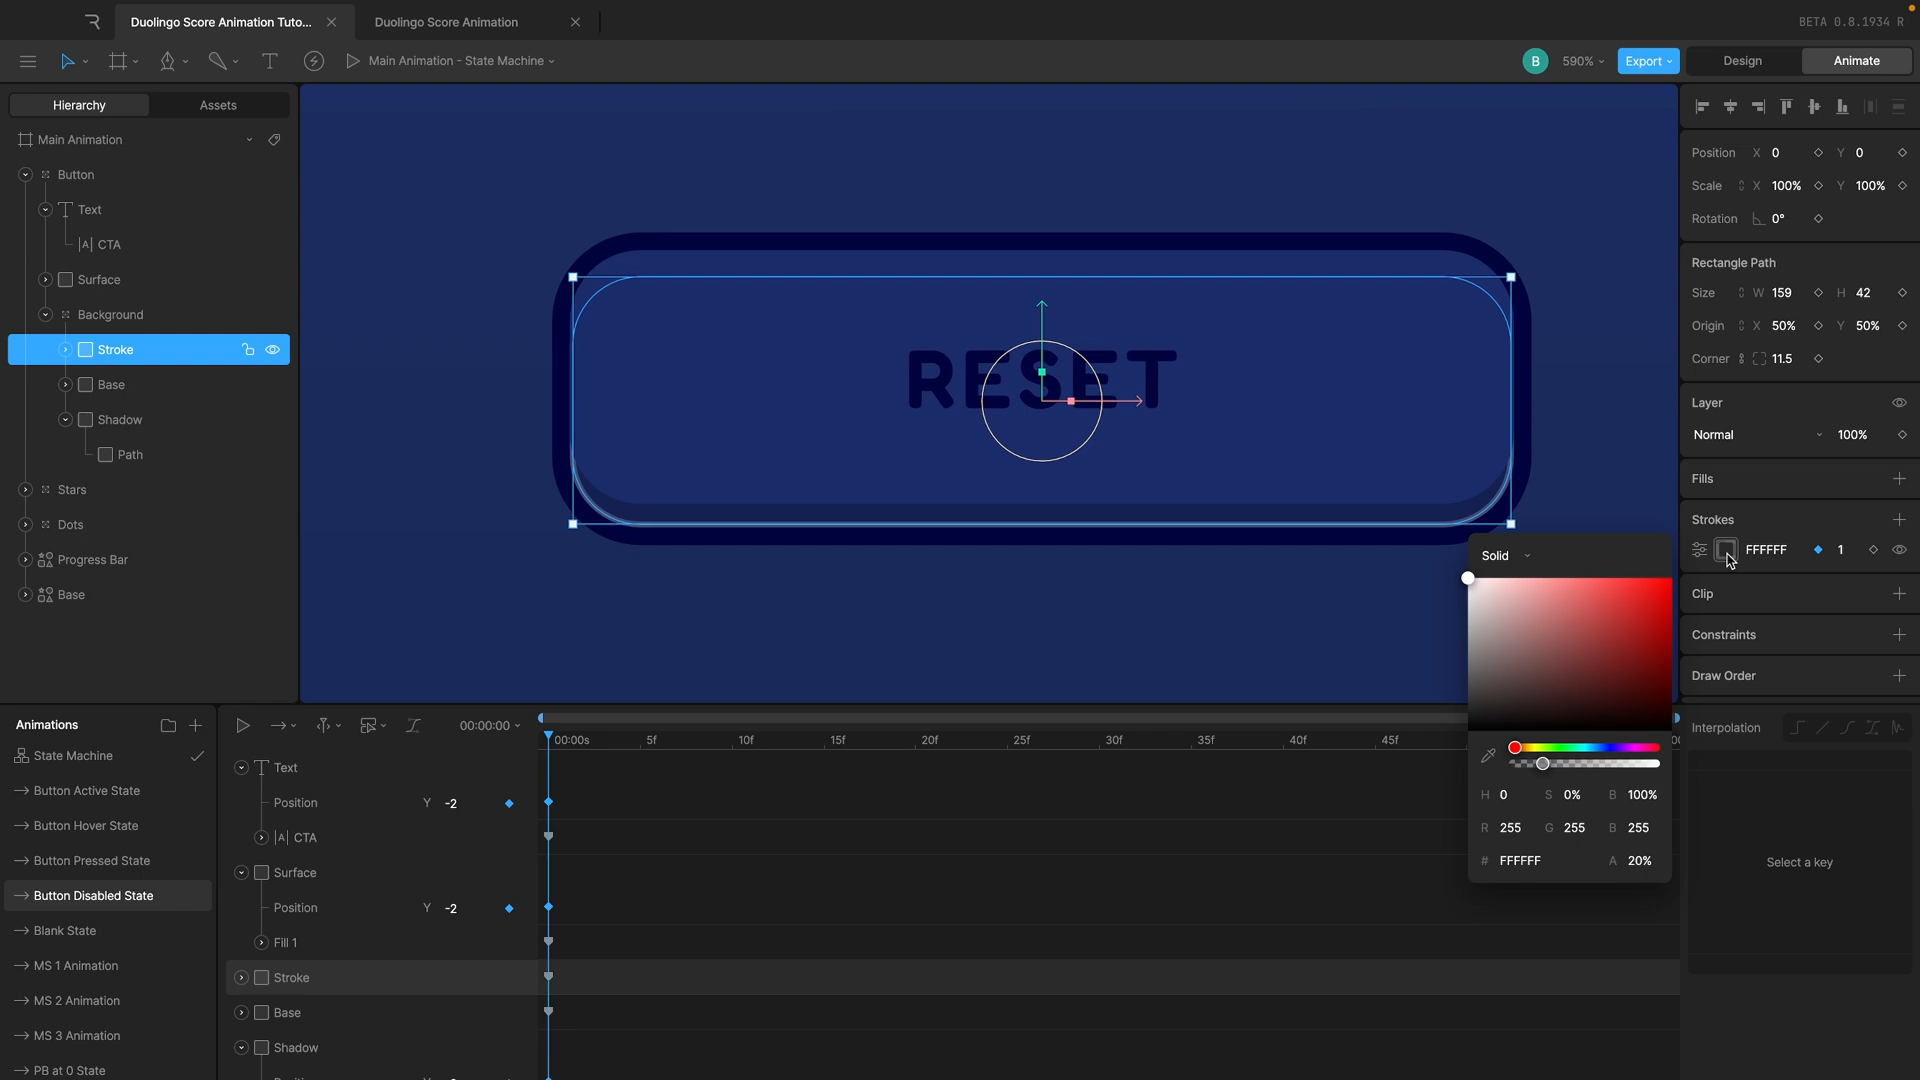 Duolingo Score Animation Tuto...
Duolingo Score Animation
BETA 0.8.1934 R
Main Animation - State Machine
B
590%
Export
Design
Animate
Hierarchy
Assets
Main Animation
Button
Text
CTA
Surface
Background
Stroke
Base
Shadow
Path
Stars
Dots
Progress Bar
Base
RESET
Position X 0 Y 0
Scale X 100% Y 100%
Rotation 0°
Rectangle Path
Size W 159 H 42
Origin X 50% Y 50%
Corner 11.5
Layer
Normal 100%
Fills
Strokes
FFFFFF 1
Clip
Constraints
Draw Order
Solid
H 0 S 0% B 100%
R 255 G 255 B 255
# FFFFFF A 20%
Animations
State Machine
Button Active State
Button Hover State
Button Pressed State
Button Disabled State
Blank State
MS 1 Animation
MS 2 Animation
MS 3 Animation
PB at 0 State
00:00:00
00:00s 5f 10f 15f 20f 25f 30f 35f 40f 45f
Text
Position Y -2
A CTA
Surface
Position Y -2
Fill 1
Stroke
Base
Shadow
Interpolation
Select a key